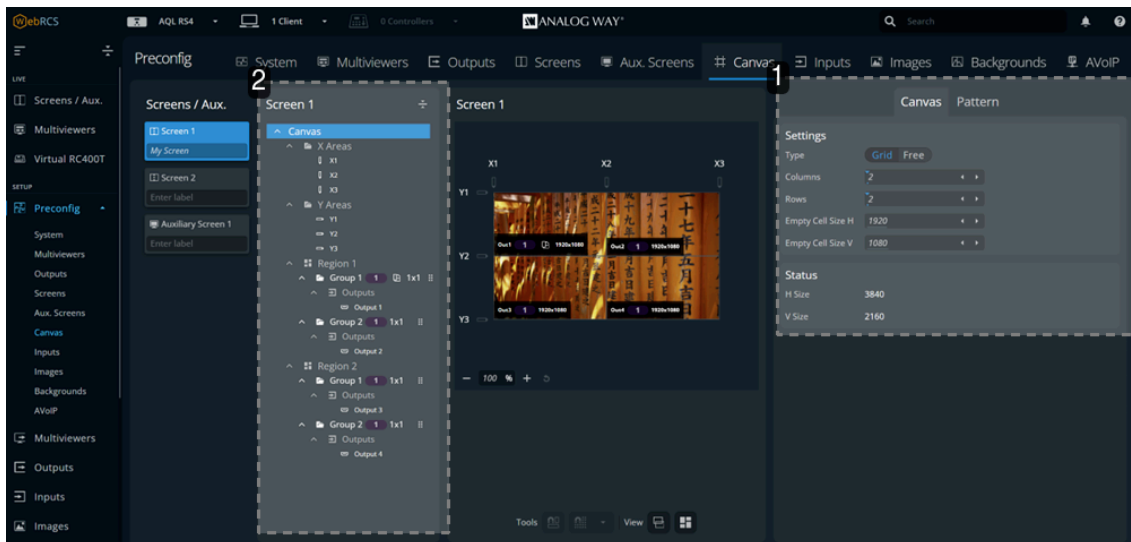 WebRCS
AQL RS4
1 Client
0 Controllers
ANALOG WAY®
Search
LIVE
Screens / Aux.
Multiviewers
Virtual RC400T
SETUP
Preconfig
System
Multiviewers
Outputs
Screens
Aux. Screens
Canvas
Inputs
Images
Backgrounds
AVoIP
Multiviewers
Outputs
Inputs
Images
Preconfig
System
Multiviewers
Outputs
Screens
Aux. Screens
Canvas
Inputs
Images
Backgrounds
AVoIP
Screens / Aux.
Screen 1
My Screen
Screen 2
Enter label
Auxiliary Screen 1
Enter label
2
Screen 1
Canvas
X Areas
X1
X2
X3
Y Areas
Y1
Y2
Y3
Region 1
Group 1 1 1x1
Outputs
Output 1
Group 2 1 1x1
Outputs
Output 2
Region 2
Group 1 1 1x1
Outputs
Output 3
Group 2 1 1x1
Outputs
Output 4
Screen 1
X1 X2 X3
Y1
Out1 1 1920x1080
Out2 1 1920x1080
Y2
Out3 1 1920x1080
Out4 1 1920x1080
Y3
100 %
Tools
View
1
Canvas Pattern
Settings
Type Grid Free
Columns 2
Rows 2
Empty Cell Size H 1920
Empty Cell Size V 1080
Status
H Size 3840
V Size 2160